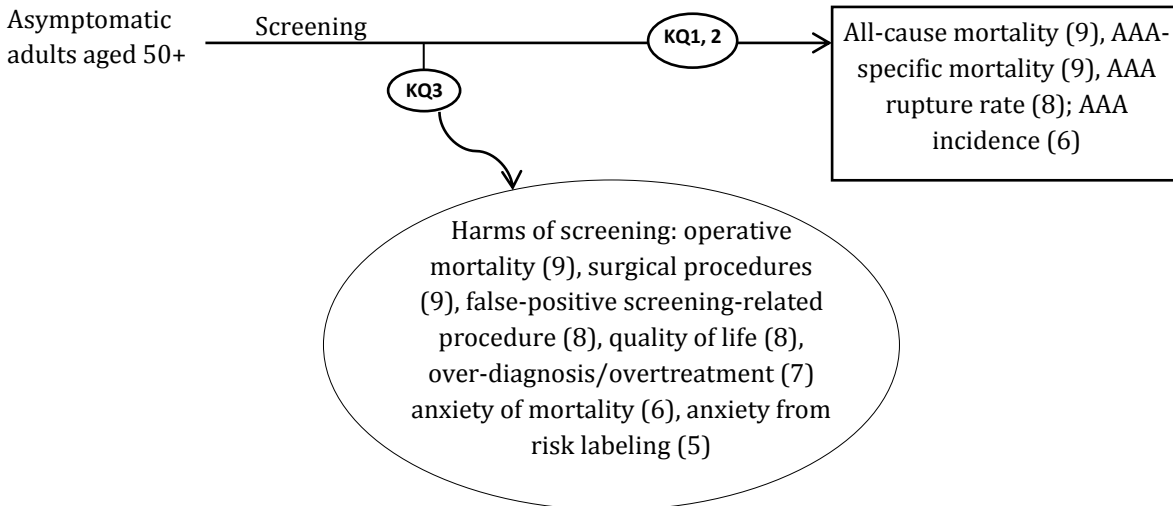 Asymptomatic
adults aged 50+
Screening
KQ1, 2
All-cause mortality (9), AAA-
specific mortality (9), AAA
rupture rate (8); AAA
incidence (6)
KQ3
Harms of screening: operative
mortality (9), surgical procedures
(9), false-positive screening-related
procedure (8), quality of life (8),
over-diagnosis/overtreatment (7)
anxiety of mortality (6), anxiety from
risk labeling (5)